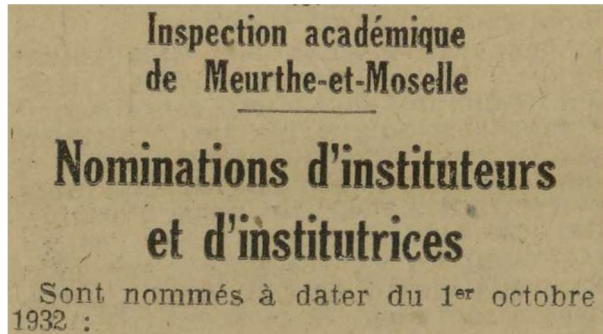 Inspection académique
de Meurthe-et-Moselle
Nominations d'instituteurs
et d'institutrices
Sont nommés à dater du 1er octobre
1932 :